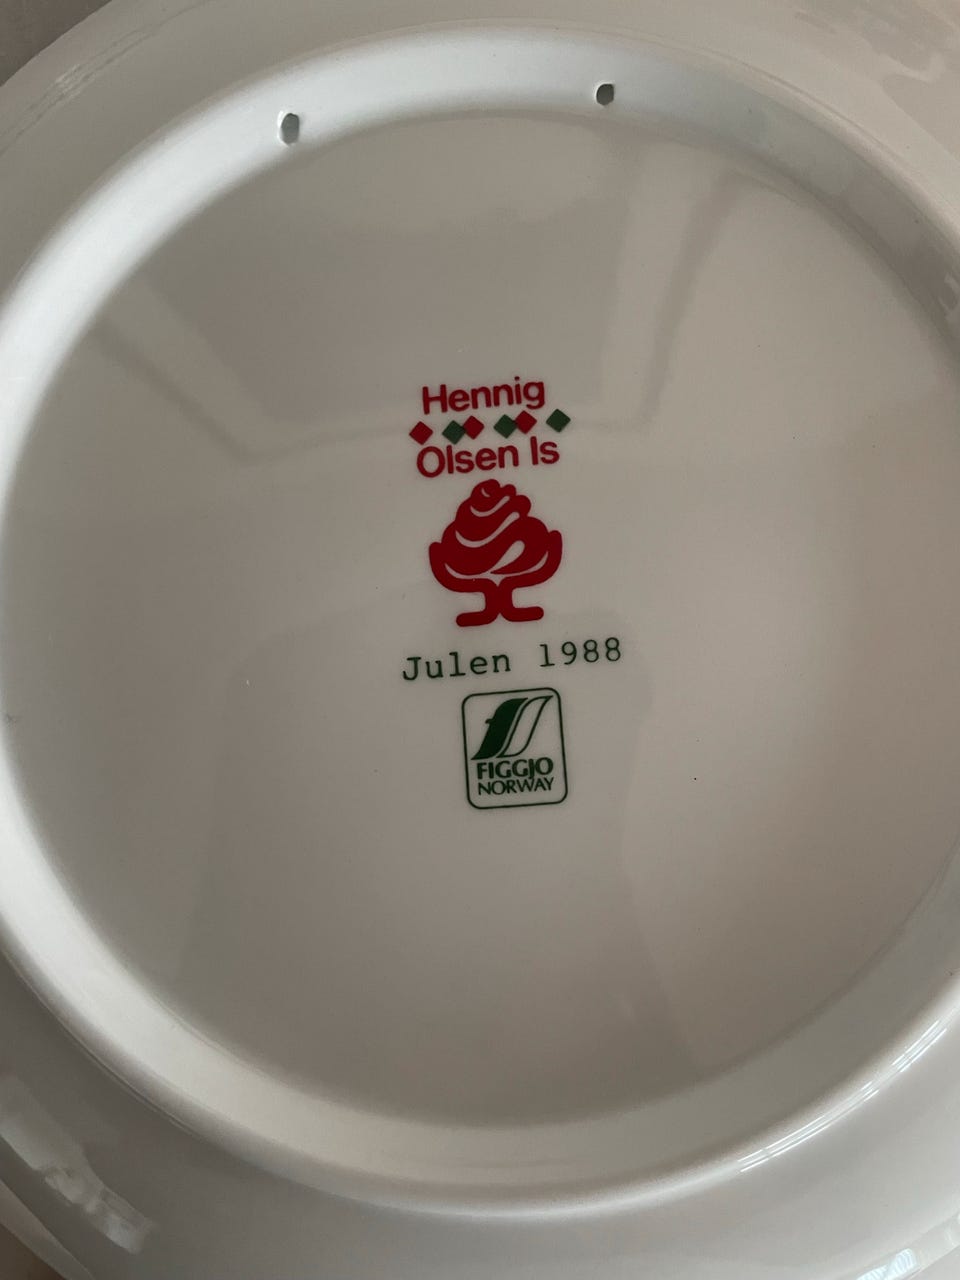 Hennig
Olsen Is
Julen 1988
FIGGJO
NORWAY